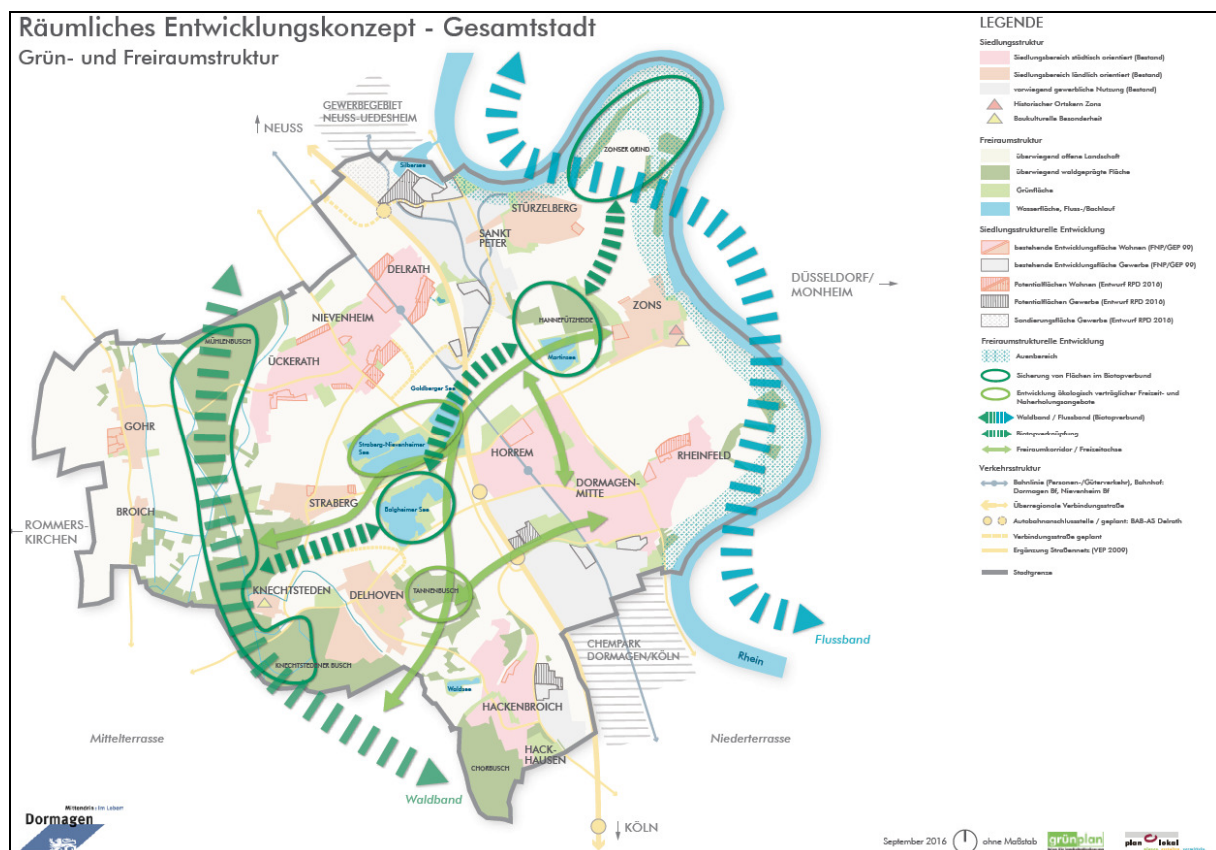 Räumliches Entwicklungskonzept - Gesamtstadt
Grün- und Freiraumstruktur
GEWERBEGEBIET
NEUSS-UEDESHEIM
NEUSS
Silbersee
ZONSER GRIND
STÜRZELBERG
SANKT
PETER
DELRATH
DÜSSELDORF/
MONHEIM
ZONS
HANNEPÜTZHEIDE
NIEVENHEIM
MÜHLENBUSCH
ÜCKERATH
Martinsee
Goldberger See
GOHR
Straberg-Nievenheimer
See
HORREM
RHEINFELD
DORMAGEN-
MITTE
STRABERG
BROICH
Balgheimer See
ROMMERS-
KIRCHEN
KNECHTSTEDEN
DELHOVEN
TANNENBUSCH
CHEMPARK
DORMAGEN/KÖLN
Flussband
Rhein
KNECHTSTEDENER BUSCH
Waldsee
HACKENBROICH
Mittelterrasse
Niederterrasse
HACK-
HAUSEN
CHORBUSCH
Waldband
KÖLN
Mittendrin: Im Leben!
Dormagen
LEGENDE
Siedlungsstruktur
Siedlungsbereich städtisch orientiert (Bestand)
Siedlungsbereich ländlich orientiert (Bestand)
vorwiegend gewerbliche Nutzung (Bestand)
Historischer Ortskern Zons
Baukulturelle Besonderheit
Freiraumstruktur
überwiegend offene Landschaft
überwiegend waldgeprägte Fläche
Grünfläche
Wasserfläche, Fluss-/Bachlauf
Siedlungsstrukturelle Entwicklung
bestehende Entwicklungsfläche Wohnen (FNP/GEP 99)
bestehende Entwicklungsfläche Gewerbe (FNP/GEP 99)
Potentialflächen Wohnen (Entwurf RPD 2016)
Potentialflächen Gewerbe (Entwurf RPD 2016)
Sondierungsfläche Gewerbe (Entwurf RPD 2016)
Freiraumstrukturelle Entwicklung
Auenbereich
Sicherung von Flächen im Biotopverbund
Entwicklung ökologisch verträglicher Freizeit- und
Naherholungsangebote
Waldband / Flussband (Biotopverbund)
Biotopverknüpfung
Freiraumkorridor / Freizeitachse
Verkehrsstruktur
Bahnlinie (Personen-/Güterverkehr), Bahnhof:
Dormagen Bf, Nievenheim Bf
Überregionale Verbindungsstraße
Autobahnanschlussstelle / geplant: BAB-AS Delrath
Verbindungsstraße geplant
Ergänzung Straßennetz (VEP 2009)
Stadtgrenze
September 2016
ohne Maßstab
grünplan
plan lokal